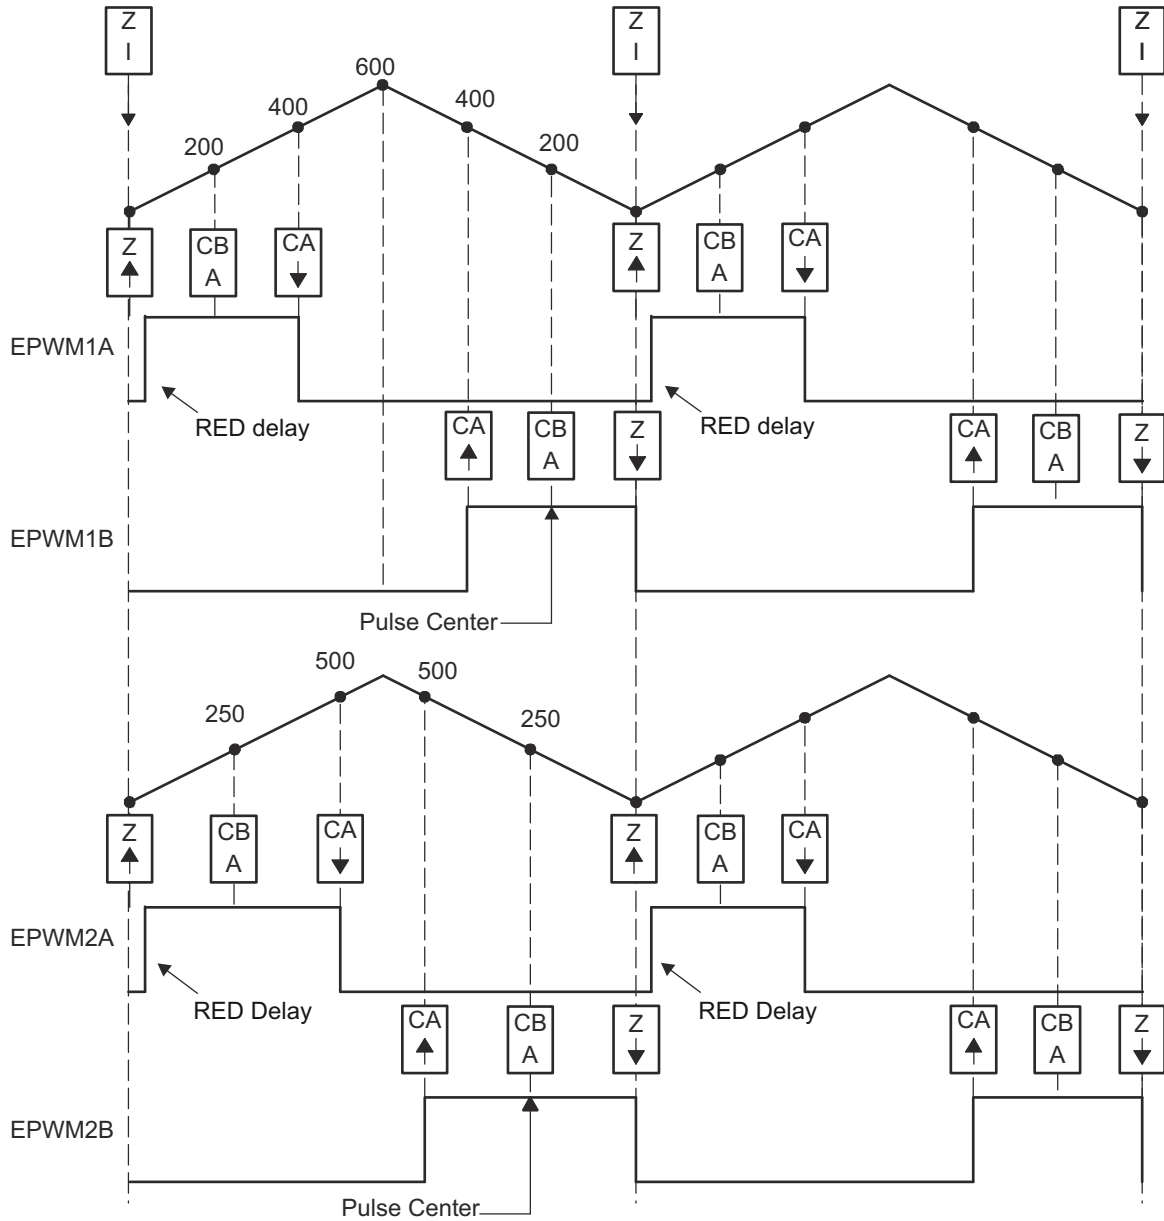 Z Z Z
I I I
600
400 400
200 200
Z CB CA Z CB CA
A A
EPWM1A
RED delay RED delay
CA CB Z CA CB Z
A A
EPWM1B
Pulse Center
500 500
250 250
Z CB CA Z CB CA
A A
EPWM2A
RED Delay RED Delay
CA CB Z CA CB Z
A A
EPWM2B
Pulse Center